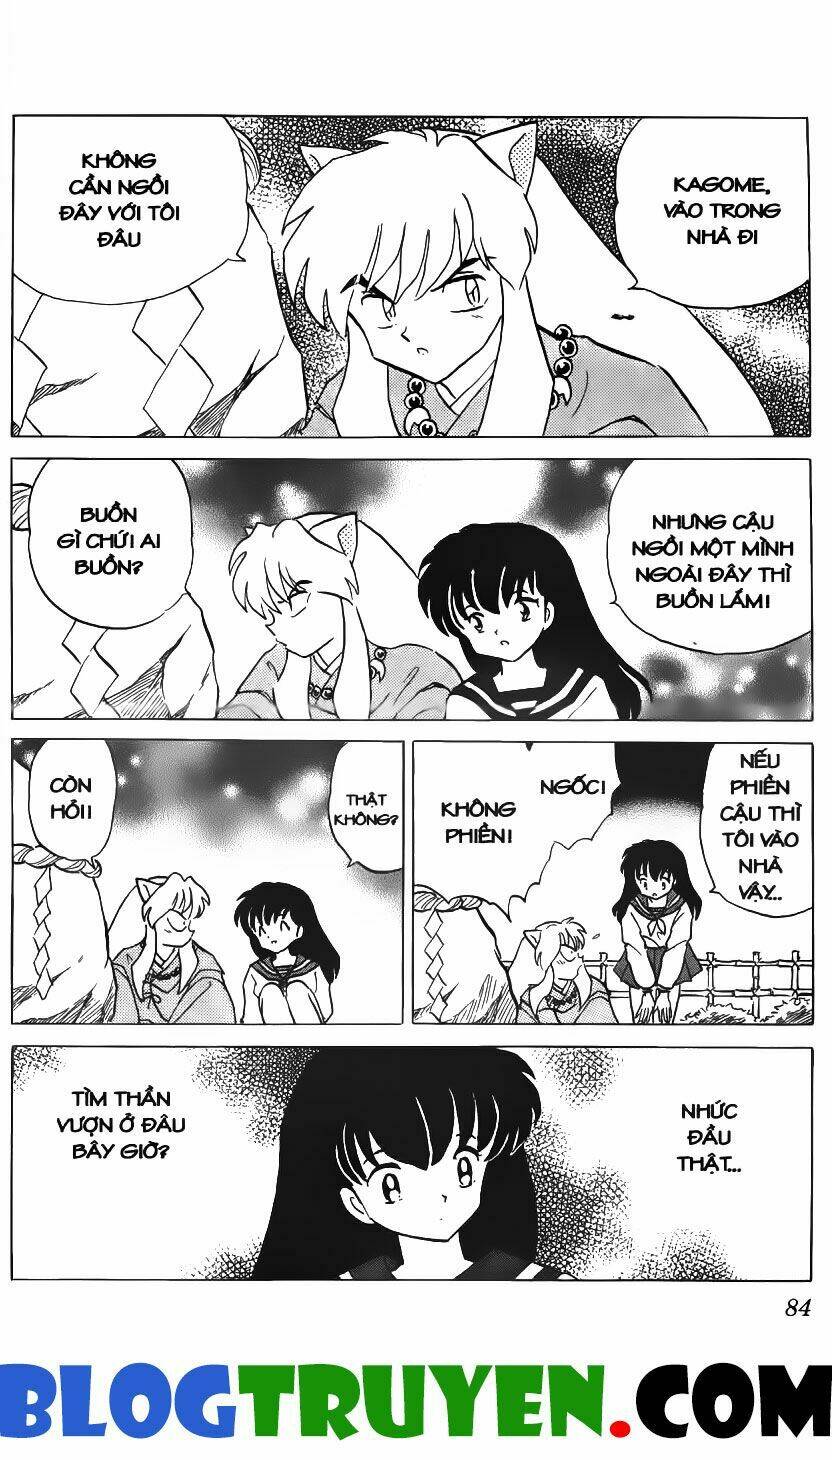 KAGOME,
VÀO TRONG
NHÀ ĐI
KHÔNG
CẦN NGỒI
ĐÂY VỚI TÔI
ĐÂU
NHƯNG CẬU
NGỒI MỘT MÌNH
NGOÀI ĐÂY THÌ
BUỒN LẮM!
BUỒN
GÌ CHỨ! AI
BUỒN?
NẾU
PHIỀN
CẬU THÌ
TÔI VÀO
NHÀ
VẬY...
NGỐC!
KHÔNG
PHIỀN!
THẬT
KHÔNG?
CÒN
HỎI!
NHỨC
ĐẦU
THẬT...
TÌM THẦN
VƯỢN Ở ĐÂU
BÂY GIỜ?
84
BLOGTRUYEN.COM